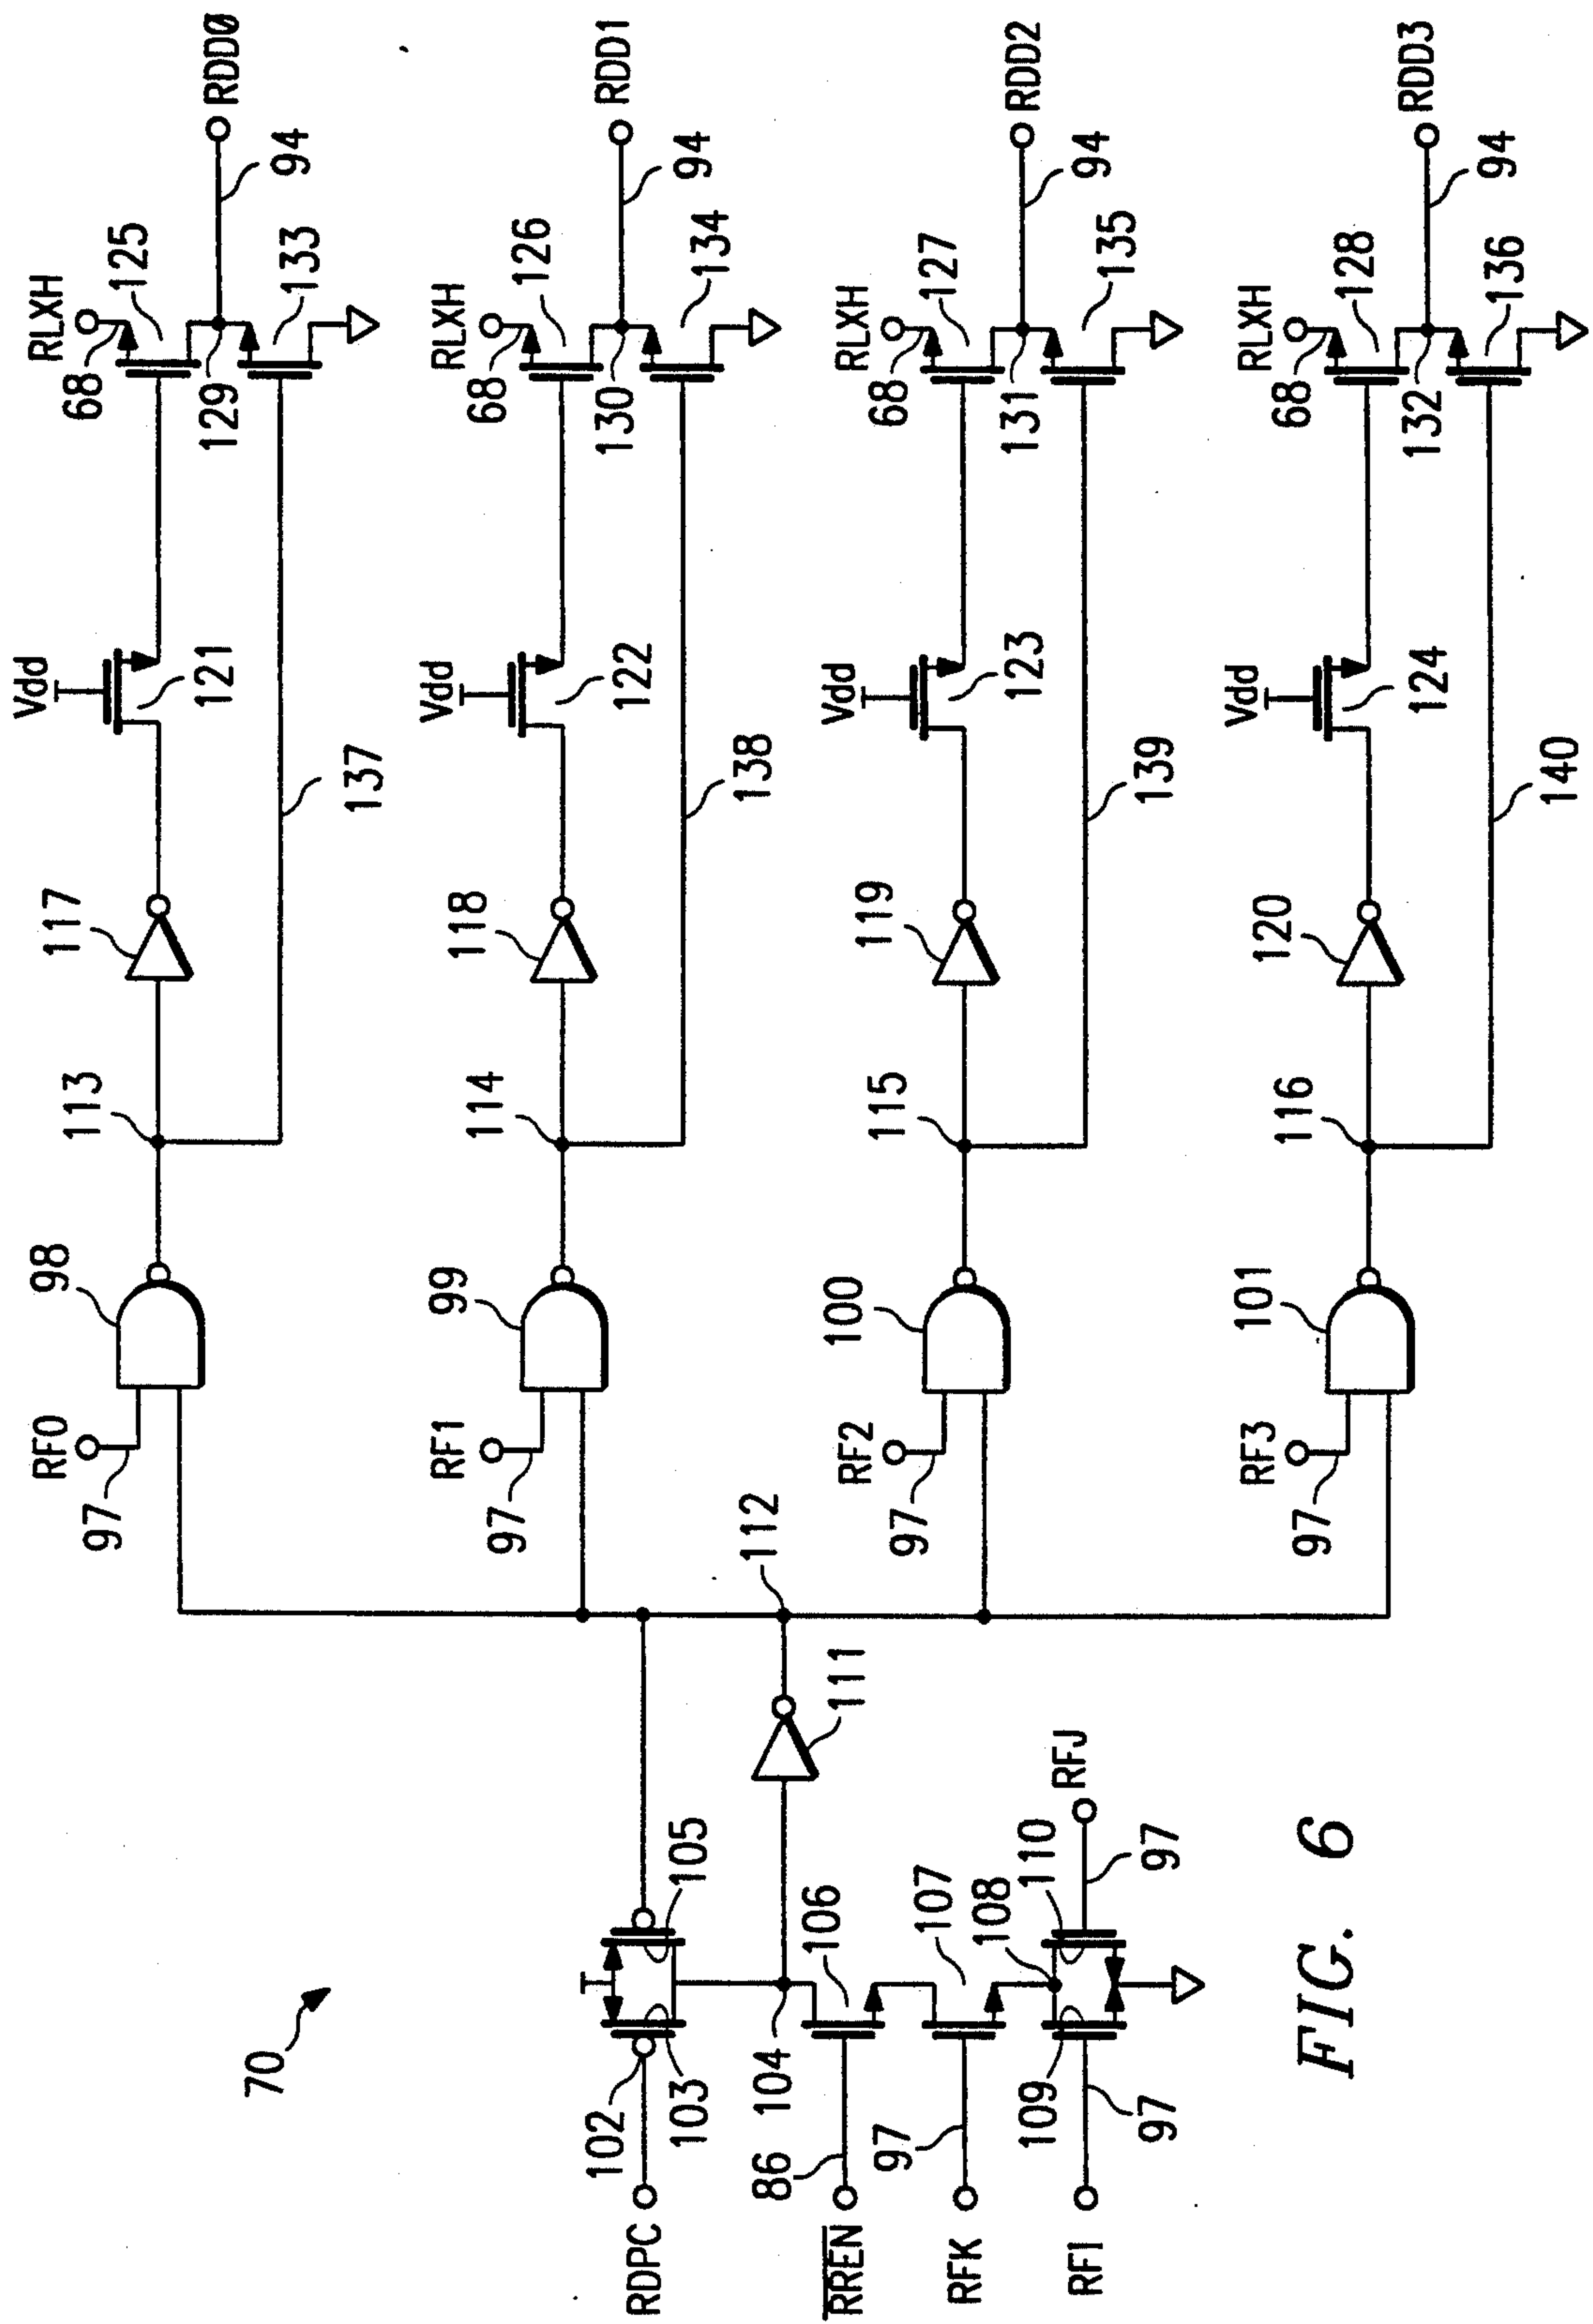 RF0
97
98
113
117
Vdd
121
137
RLXH
68
125
129
133
94
RDD0
RF1
97
99
114
118
Vdd
122
138
RLXH
68
126
130
134
94
RDD1
RF2
97
100
115
119
Vdd
123
139
RLXH
68
127
131
135
94
RDD2
RF3
97
101
116
120
Vdd
124
140
RLXH
68
128
132
136
94
RDD3
70
RDPC
102
103
105
104
111
112
RREN
86
106
RFK
97
107
108
RFI
97
109
110
97
RFJ
FIG. 6